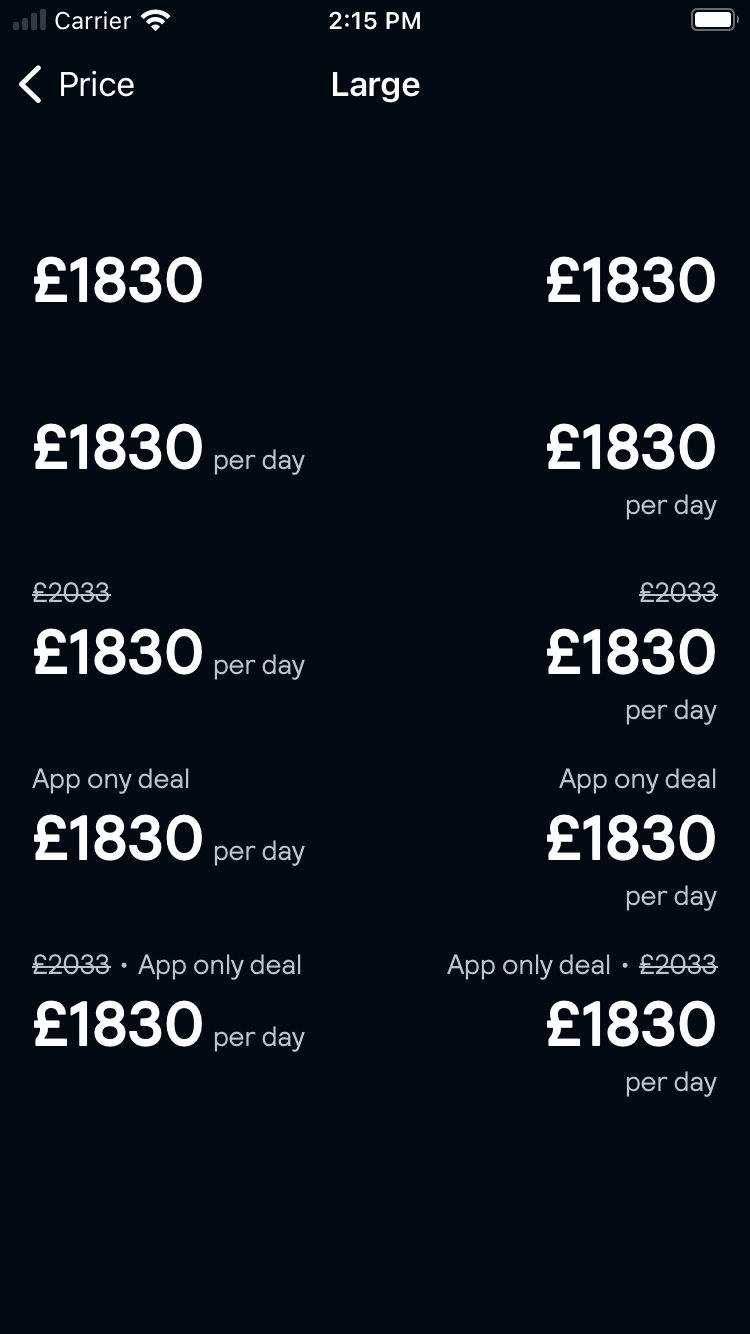 Carrier 2:15 PM
Price Large
£1830 £1830
£1830 per day £1830
per day
£2033 £2033
£1830 per day £1830
per day
App ony deal App ony deal
£1830 per day £1830
per day
£2033 • App only deal App only deal • £2033
£1830 per day £1830
per day